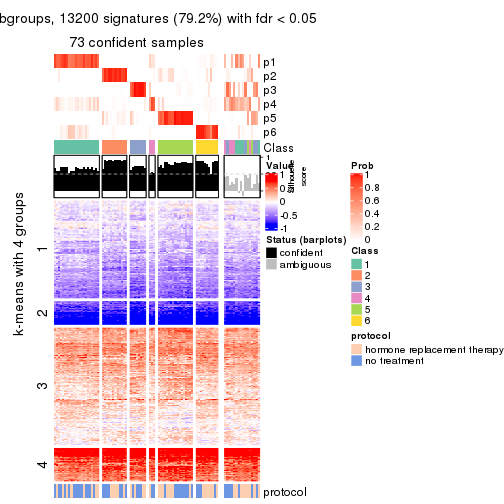 bgroups, 13200 signatures (79.2%) with fdr < 0.05
73 confident samples
p1
p2
p3
p4
p5
p6
Class
1
Silhouette
score
Value
1
0.5
0
-0.5
-1
Status (barplots)
confident
ambiguous
Prob
1
0.8
0.6
0.4
0.2
0
Class
1
2
3
4
5
6
protocol
hormone replacement therapy
no treatment
k-means with 4 groups
1
2
3
4
protocol